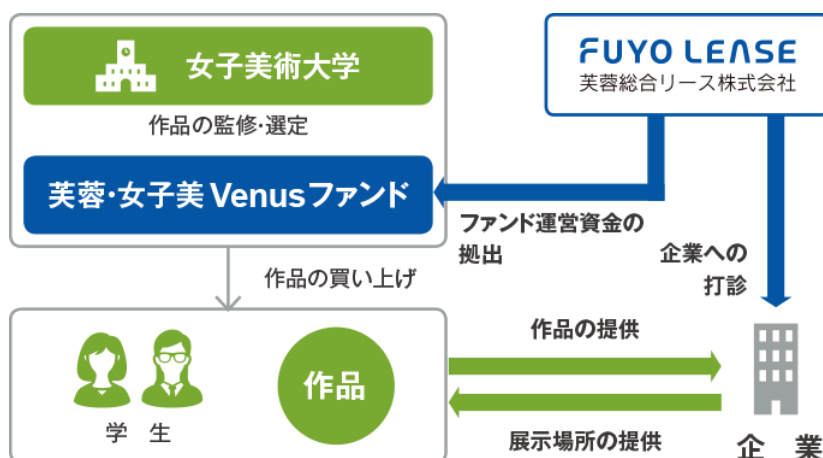 女子美術大学
作品の監修・選定
芙蓉・女子美 Venusファンド
FUYO LEASE
芙蓉総合リース株式会社
ファンド運営資金の
拠出
企業への
打診
作品の買い上げ
学 生
作品
作品の提供
展示場所の提供
企 業